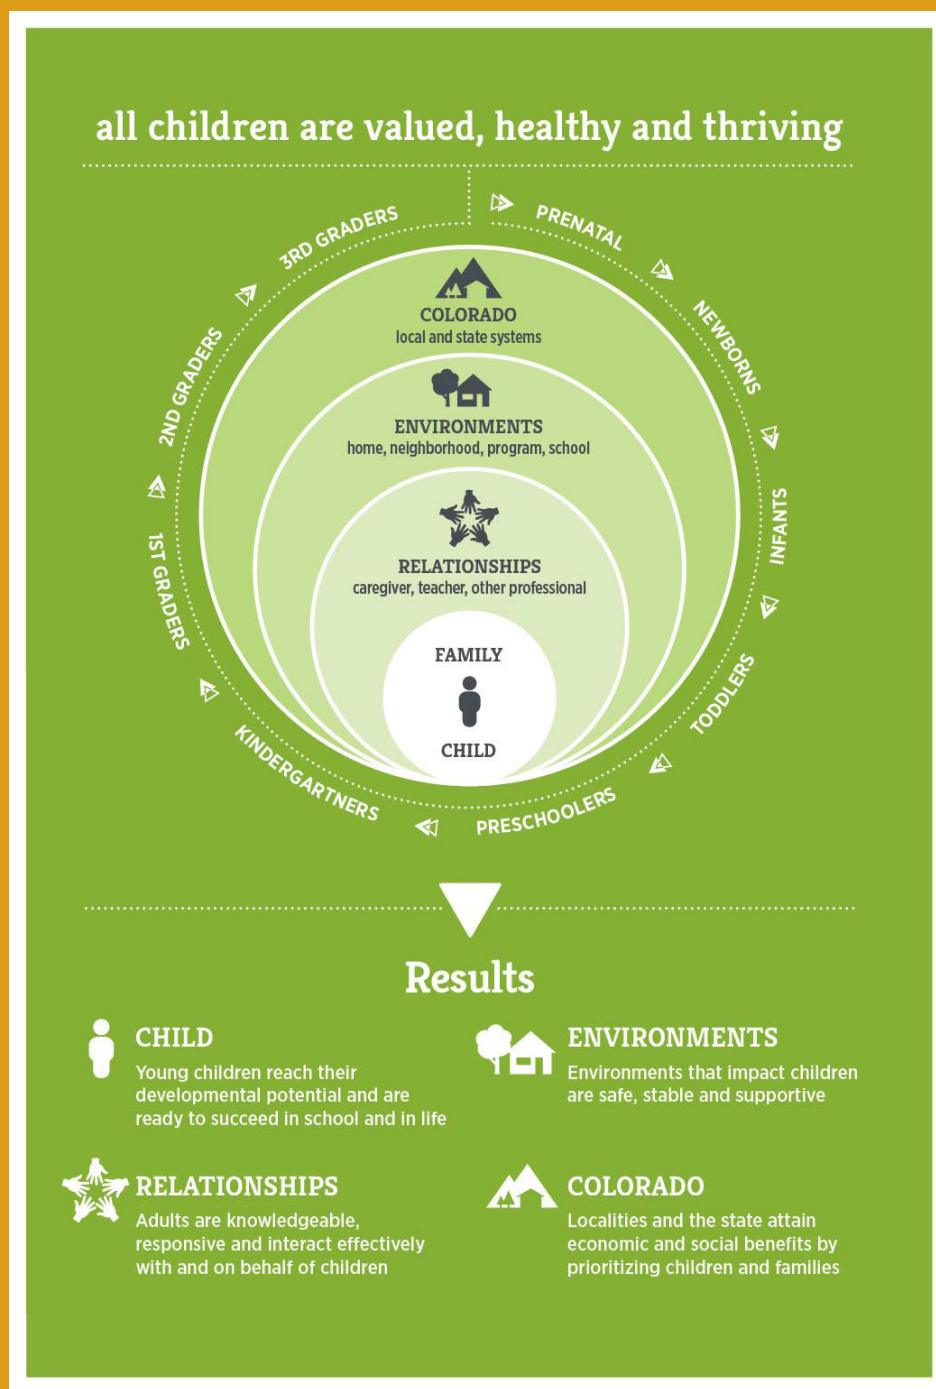 all children are valued, healthy and thriving
PRENATAL
NEWBORNS
INFANTS
TODDLERS
PRESCHOOLERS
KINDERGARTNERS
1ST GRADERS
2ND GRADERS
3RD GRADERS
COLORADO
local and state systems
ENVIRONMENTS
home, neighborhood, program, school
RELATIONSHIPS
caregiver, teacher, other professional
FAMILY
CHILD
Results
CHILD
Young children reach their
developmental potential and are
ready to succeed in school and in life
ENVIRONMENTS
Environments that impact children
are safe, stable and supportive
RELATIONSHIPS
Adults are knowledgeable,
responsive and interact effectively
with and on behalf of children
COLORADO
Localities and the state attain
economic and social benefits by
prioritizing children and families